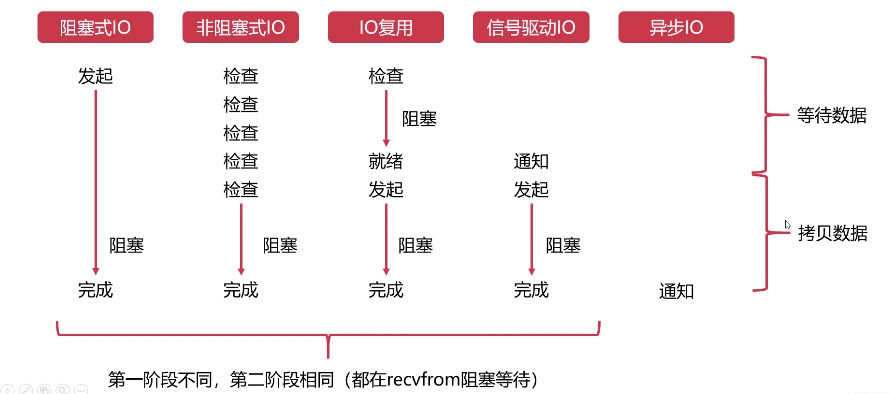 阻塞式IO 非阻塞式IO IO复用 信号驱动IO 异步IO
发起 检查 检查
检查
阻塞
检查
等待数据
检查 就绪 通知
检查 发起 发起
拷贝数据
阻塞 阻塞 阻塞 阻塞
完成 完成 完成 完成 通知
第一阶段不同，第二阶段相同（都在recvfrom阻塞等待）